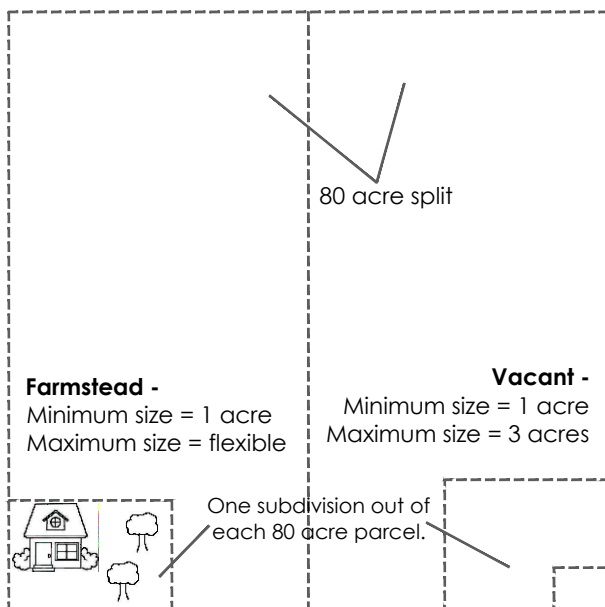 80 acre split
Farmstead -
Minimum size = 1 acre
Maximum size = flexible
Vacant -
Minimum size = 1 acre
Maximum size = 3 acres
One subdivision out of
each 80 acre parcel.